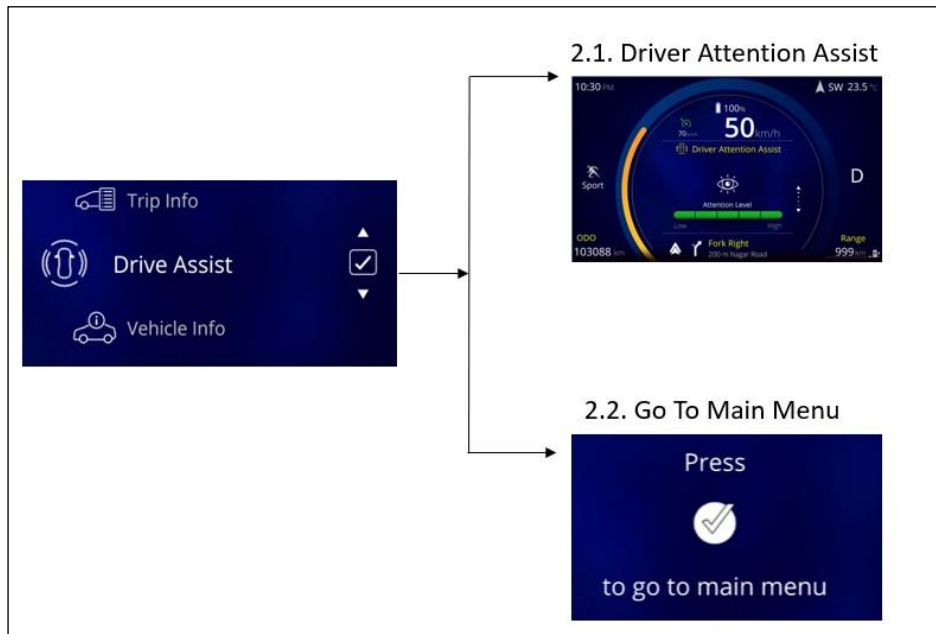 2.1. Driver Attention Assist
10:30 PM
SW 23.5 °C
100%
70
50 km/h
Driver Attention Assist
Sport
D
Attention Level
Low High
ODO
103088 km
Fork Right
200 m Nagar Road
Range
999 km
Trip Info
Drive Assist
Vehicle Info
2.2. Go To Main Menu
Press
to go to main menu